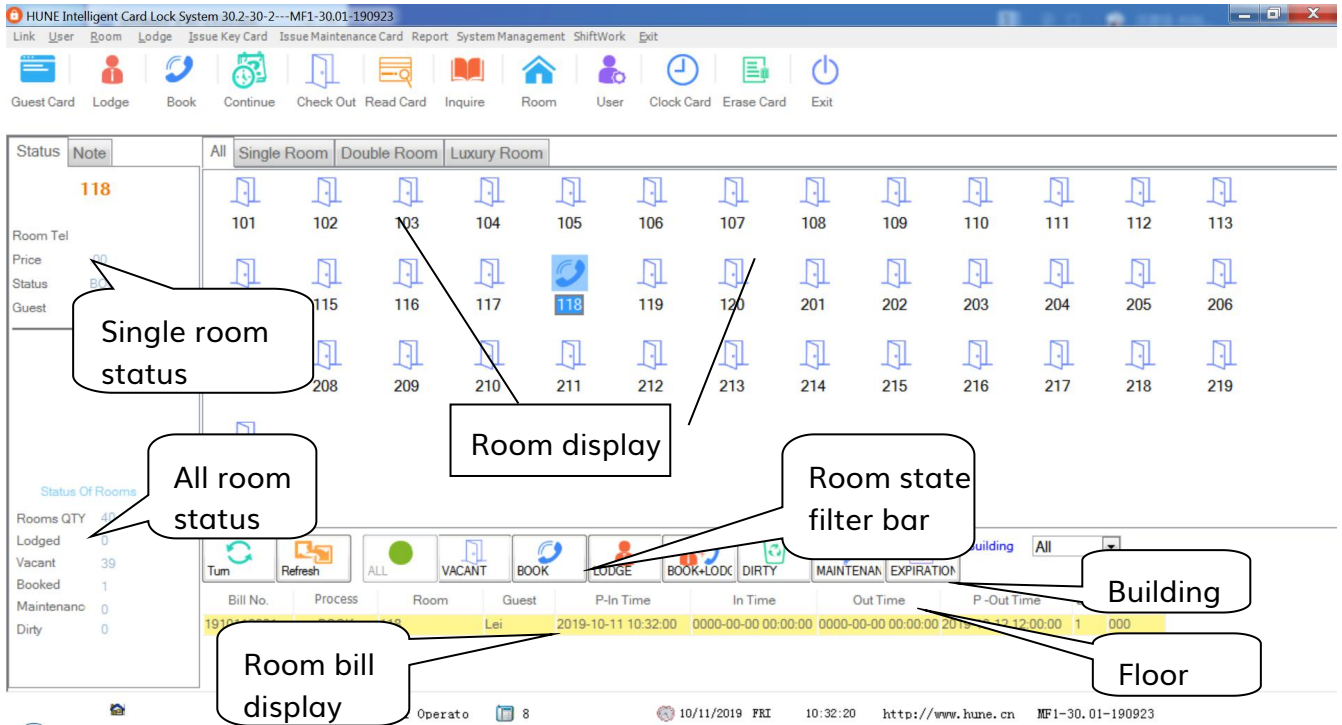 HUNE Intelligent Card Lock System 30.2-30-2---MF1-30.01-190923
Link User Room Lodge Issue Key Card Issue Maintenance Card Report System Management ShiftWork Exit
Guest Card Lodge Book Continue Check Out Read Card Inquire Room User Clock Card Erase Card Exit
Status Note All Single Room Double Room Luxury Room
118
101 102 103 104 105 106 107 108 109 110 111 112 113
Room Tel
Price
Status
Guest
115 116 117 118 119 120 201 202 203 204 205 206
Single room
status
208 209 210 211 212 213 214 215 216 217 218 219
Room display
All room
status
Room state
filter bar
Status Of Rooms
Rooms QTY 40
Lodged 0
Vacant 39
Booked 1
Maintenanc 0
Dirty 0
Building All
Turn Refresh ALL VACANT BOOK LODGE BOOK+LODC DIRTY MAINTENAN EXPIRATION
Building
Bill No. Process Room Guest P-In Time In Time Out Time P -Out Time
Lei 2019-10-11 10:32:00 0000-00-00 00:00:00 0000-00-00 00:00:00 1 000
Room bill
display
Floor
Operato 8 10/11/2019 FRI 10:32:20 http://www.hune.cn MF1-30.01-190923